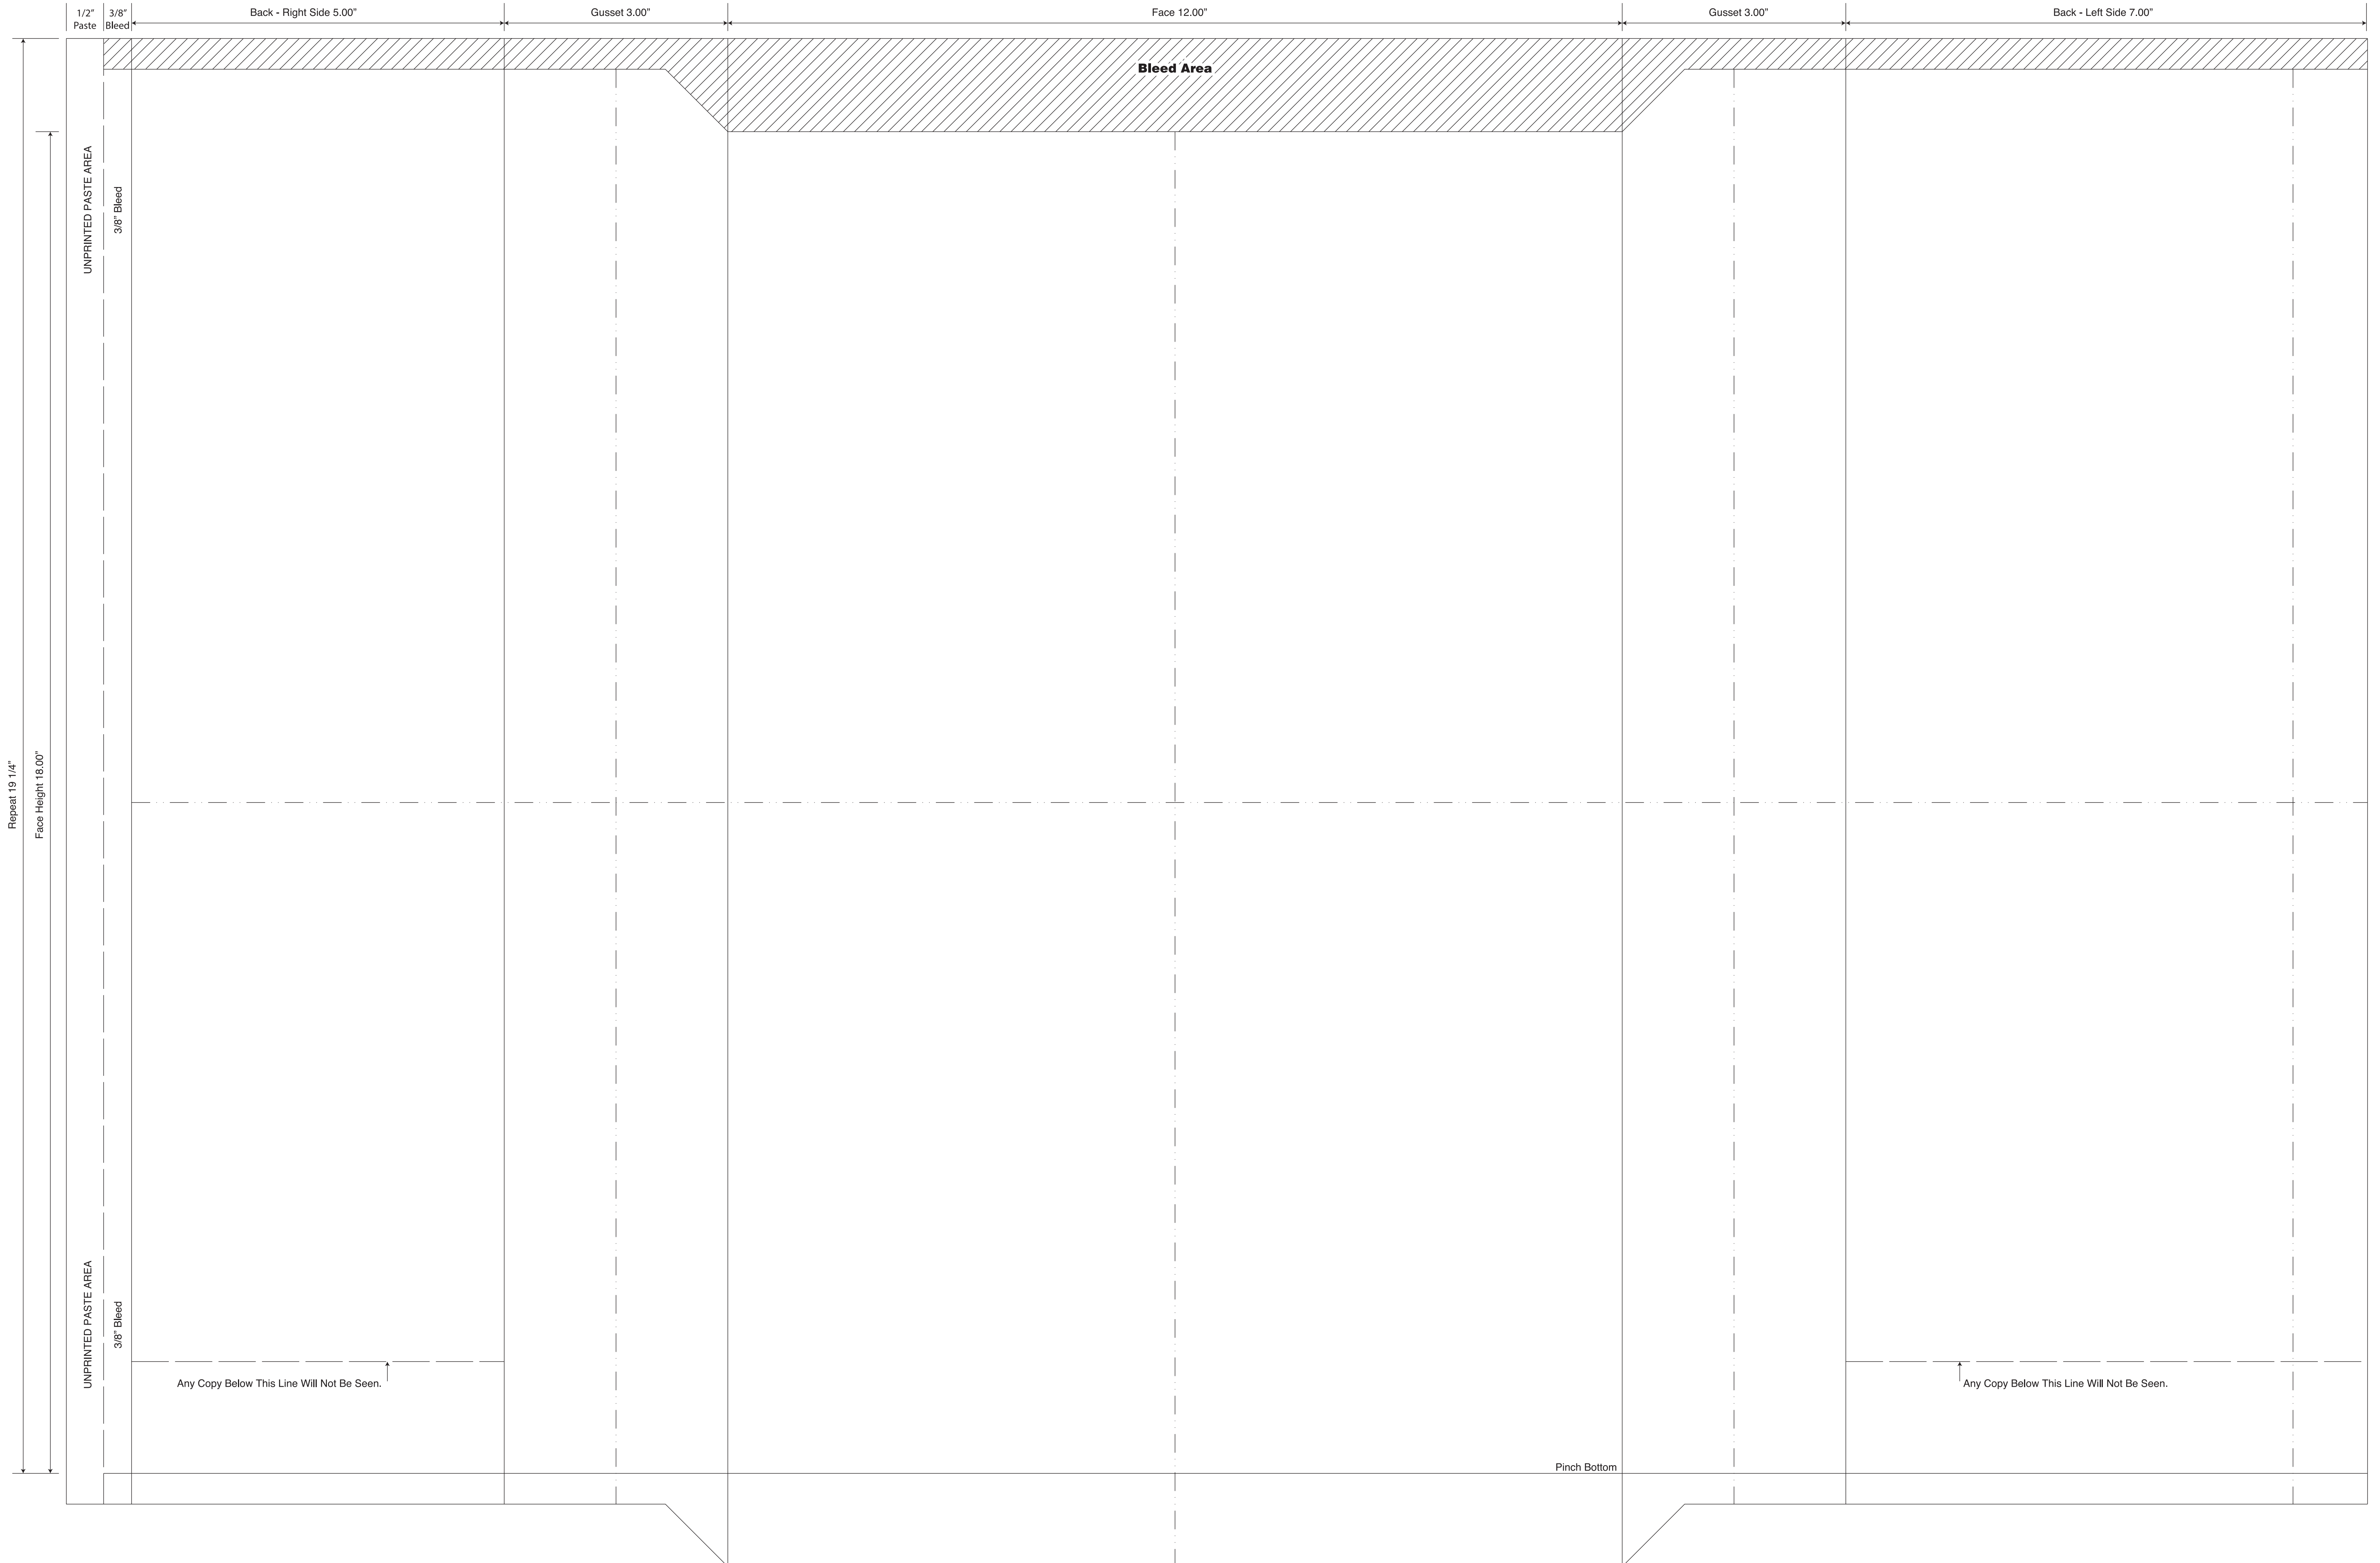 1/2"
Paste
3/8"
Bleed
Back - Right Side 5.00"
Gusset 3.00"
Face 12.00"
Gusset 3.00"
Back - Left Side 7.00"
Bleed Area
UNPRINTED PASTE AREA
3/8" Bleed
Repeat 19 1/4"
Face Height 18.00"
UNPRINTED PASTE AREA
3/8" Bleed
Any Copy Below This Line Will Not Be Seen.
Any Copy Below This Line Will Not Be Seen.
Pinch Bottom